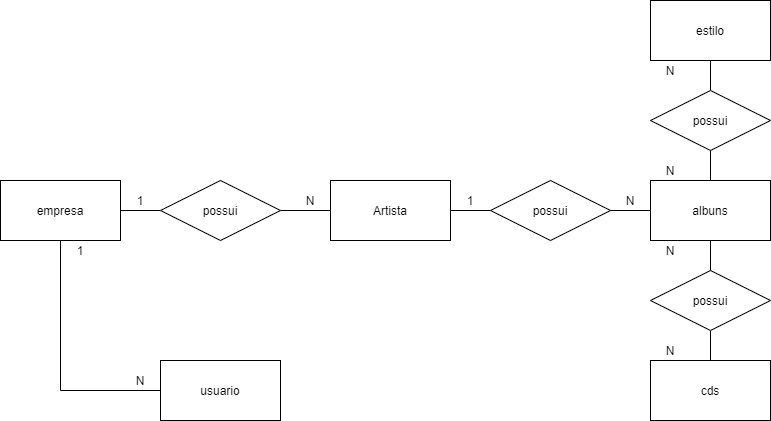 estilo
N
possui
N
empresa
1
possui
N
Artista
1
possui
N
albuns
1
N
possui
N
usuario
N
cds